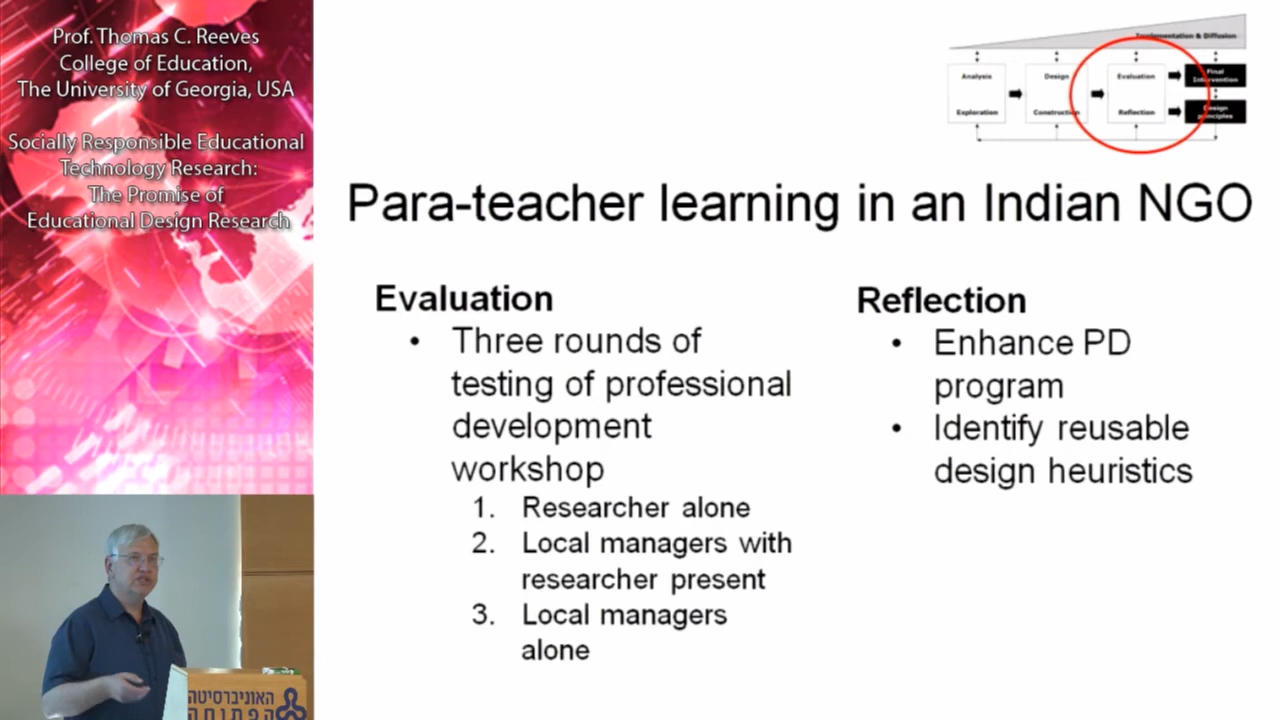 Prof. Thomas C. Reeves
College of Education,
The University of Georgia, USA
Socially Responsible Educational
Technology Research:
The Promise of
Educational Design Research
Implementation & Diffusion
Analysis
Exploration
Design
Construction
Evaluation
Reflection
Final
Intervention
Design
principles
Para-teacher learning in an Indian NGO
Evaluation
• Three rounds of
testing of professional
development
workshop
1. Researcher alone
2. Local managers with
researcher present
3. Local managers
alone
Reflection
• Enhance PD
program
• Identify reusable
design heuristics
האוניברסיטה
הפתוחה